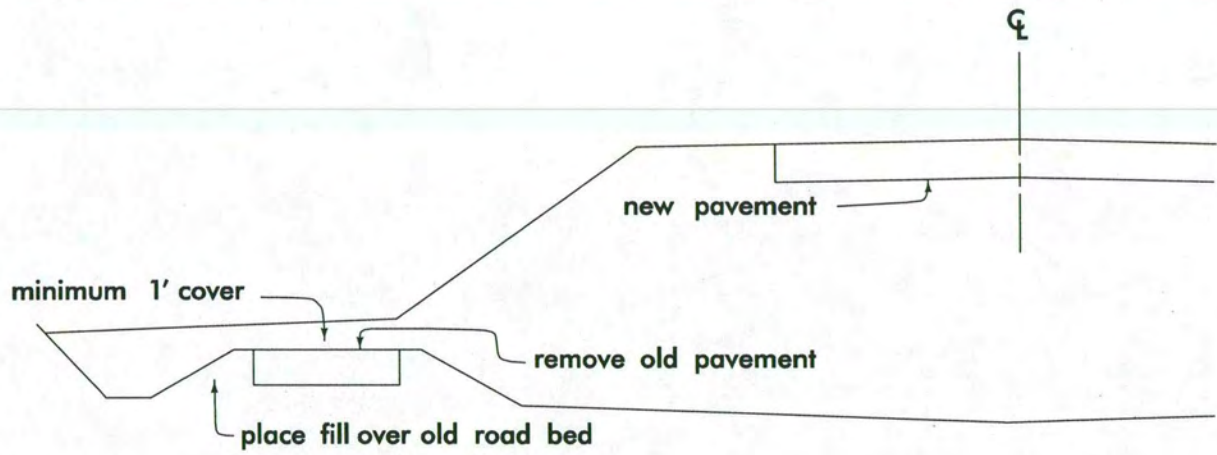 ℄
new pavement
minimum 1' cover
remove old pavement
place fill over old road bed